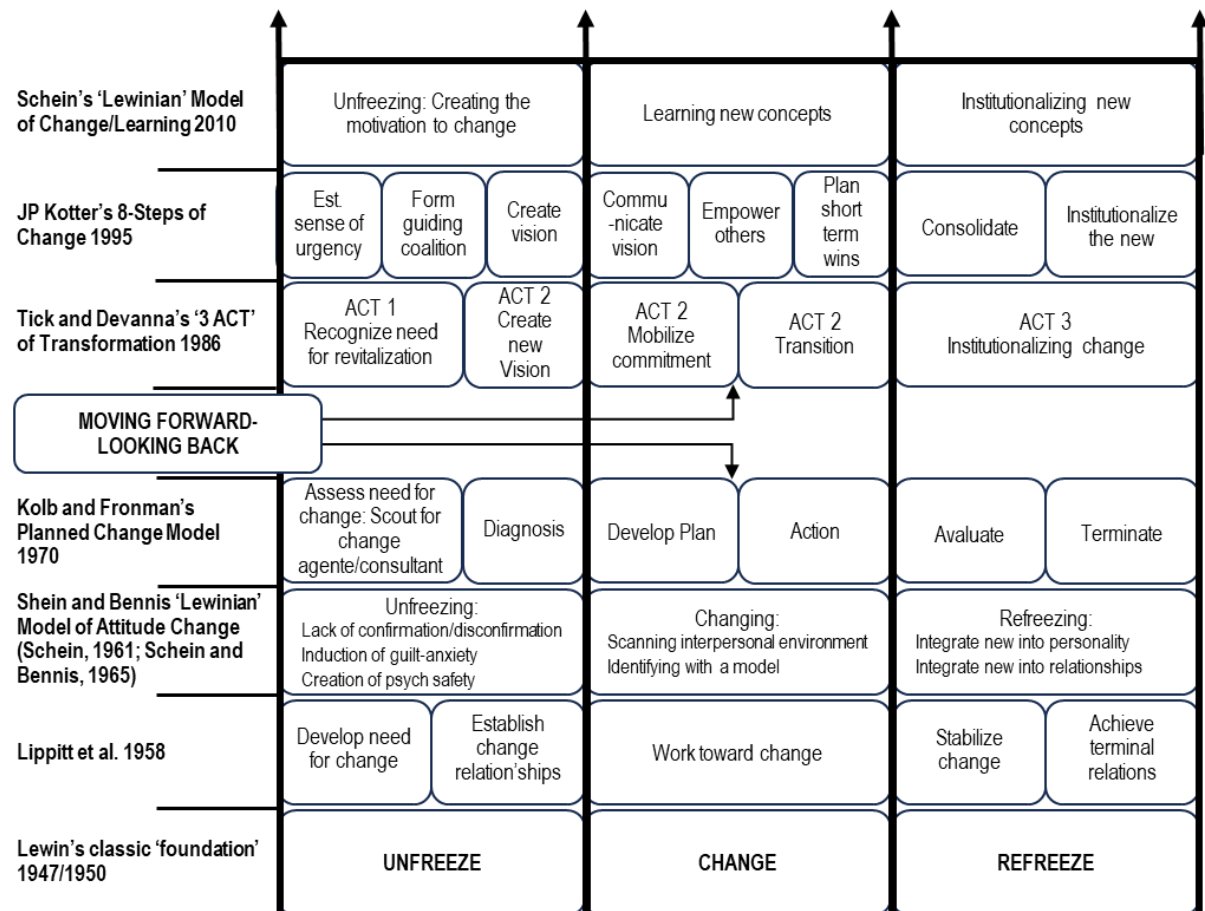 Schein's 'Lewinian' Model
of Change/Learning 2010
Unfreezing: Creating the
motivation to change
Learning new concepts
Institutionalizing new
concepts
JP Kotter's 8-Steps of
Change 1995
Est.
sense of
urgency
Form
guiding
coalition
Create
vision
Commu
-nicate
vision
Empower
others
Plan
short
term
wins
Consolidate
Institutionalize
the new
Tick and Devanna's '3 ACT'
of Transformation 1986
ACT 1
Recognize need
for revitalization
ACT 2
Create
new
Vision
ACT 2
Mobilize
commitment
ACT 2
Transition
ACT 3
Institutionalizing change
MOVING FORWARD-
LOOKING BACK
Kolb and Fronman's
Planned Change Model
1970
Assess need for
change: Scout for
change
agente/consultant
Diagnosis
Develop Plan
Action
Evaluate
Terminate
Shein and Bennis 'Lewinian'
Model of Attitude Change
(Schein, 1961; Schein and
Bennis, 1965)
Unfreezing:
Lack of confirmation/disconfirmation
Induction of guilt-anxiety
Creation of psych safety
Changing:
Scanning interpersonal environment
Identifying with a model
Refreezing:
Integrate new into personality
Integrate new into relationships
Lippitt et al. 1958
Develop need
for change
Establish
change
relation'ships
Work toward change
Stabilize
change
Achieve
terminal
relations
Lewin's classic 'foundation'
1947/1950
UNFREEZE
CHANGE
REFREEZE